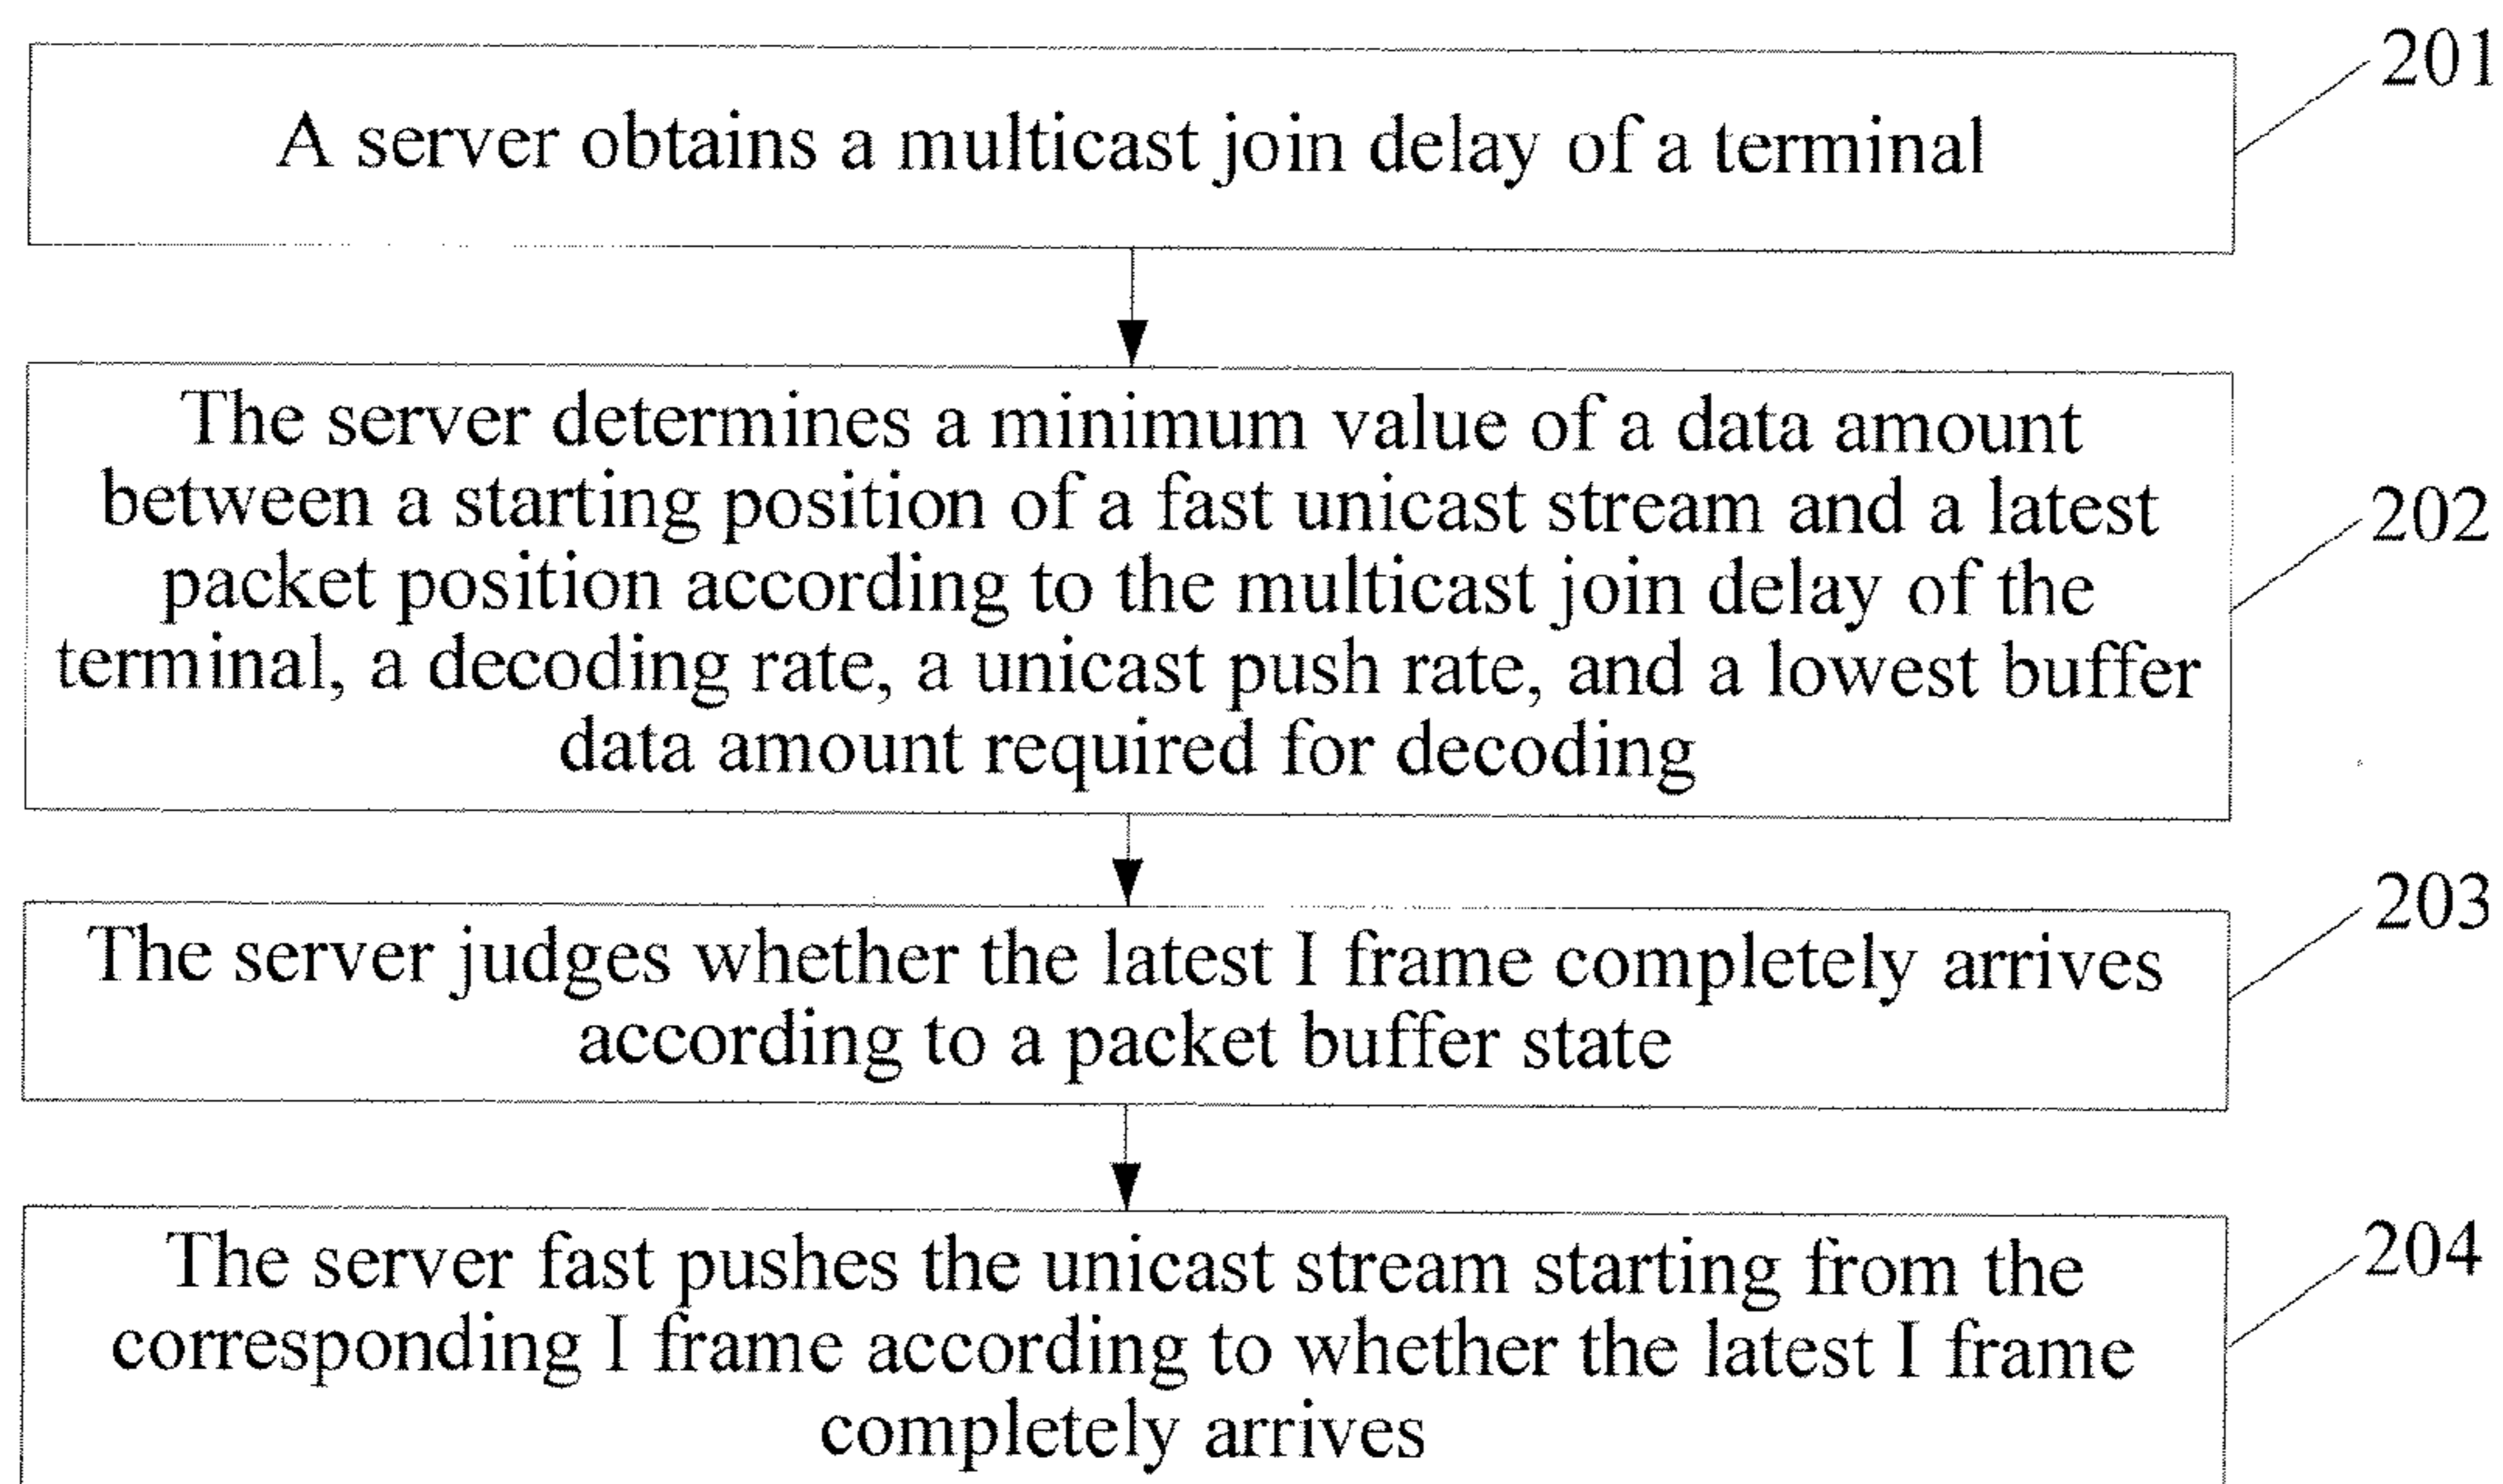 201
A server obtains a multicast join delay of a terminal
The server determines a minimum value of a data amount
between a starting position of a fast unicast stream and a latest
202
packet position according to the multicast join delay of the
terminal, a decoding rate, a unicast push rate, and a lowest buffer
data amount required for decoding
203
The server judges whether the latest I frame completely arrives
according to a packet buffer state
204
The server fast pushes the unicast stream starting from the
corresponding I frame according to whether the latest I frame
completely arrives